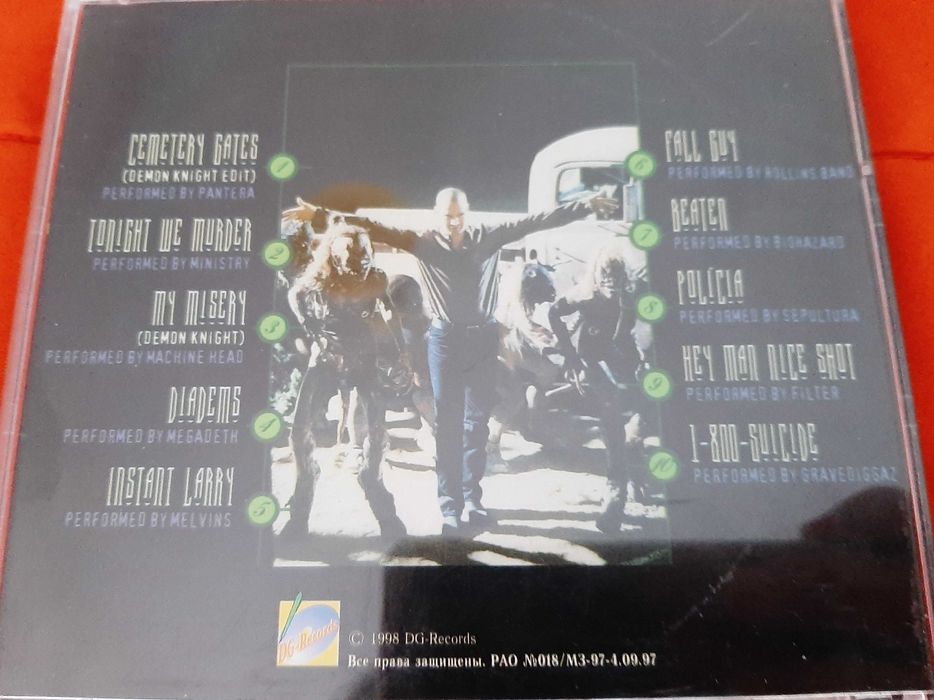 CEMETERY GATES
(DEMON KNIGHT EDIT)
PERFORMED BY PANTERA
1
TONIGHT WE MURDER
PERFORMED BY MINISTRY
2
MY MISERY
(DEMON KNIGHT)
PERFORMED BY MACHINE HEAD
3
DIADEMS
PERFORMED BY MEGADETH
4
INSTANT LARRY
PERFORMED BY MELVINS
5
FALL GUY
PERFORMED BY ROLLINS BAND
6
BEATEN
PERFORMED BY BIOHAZARD
7
POLÍCIA
PERFORMED BY SEPULTURA
8
HEY MAN NICE SHOT
PERFORMED BY FILTER
9
1-800-SUICIDE
PERFORMED BY GRAVEDIGGAZ
10
DG-Records
© 1998 DG-Records
Все права защищены. РАО №018/МЗ-97-4.09.97